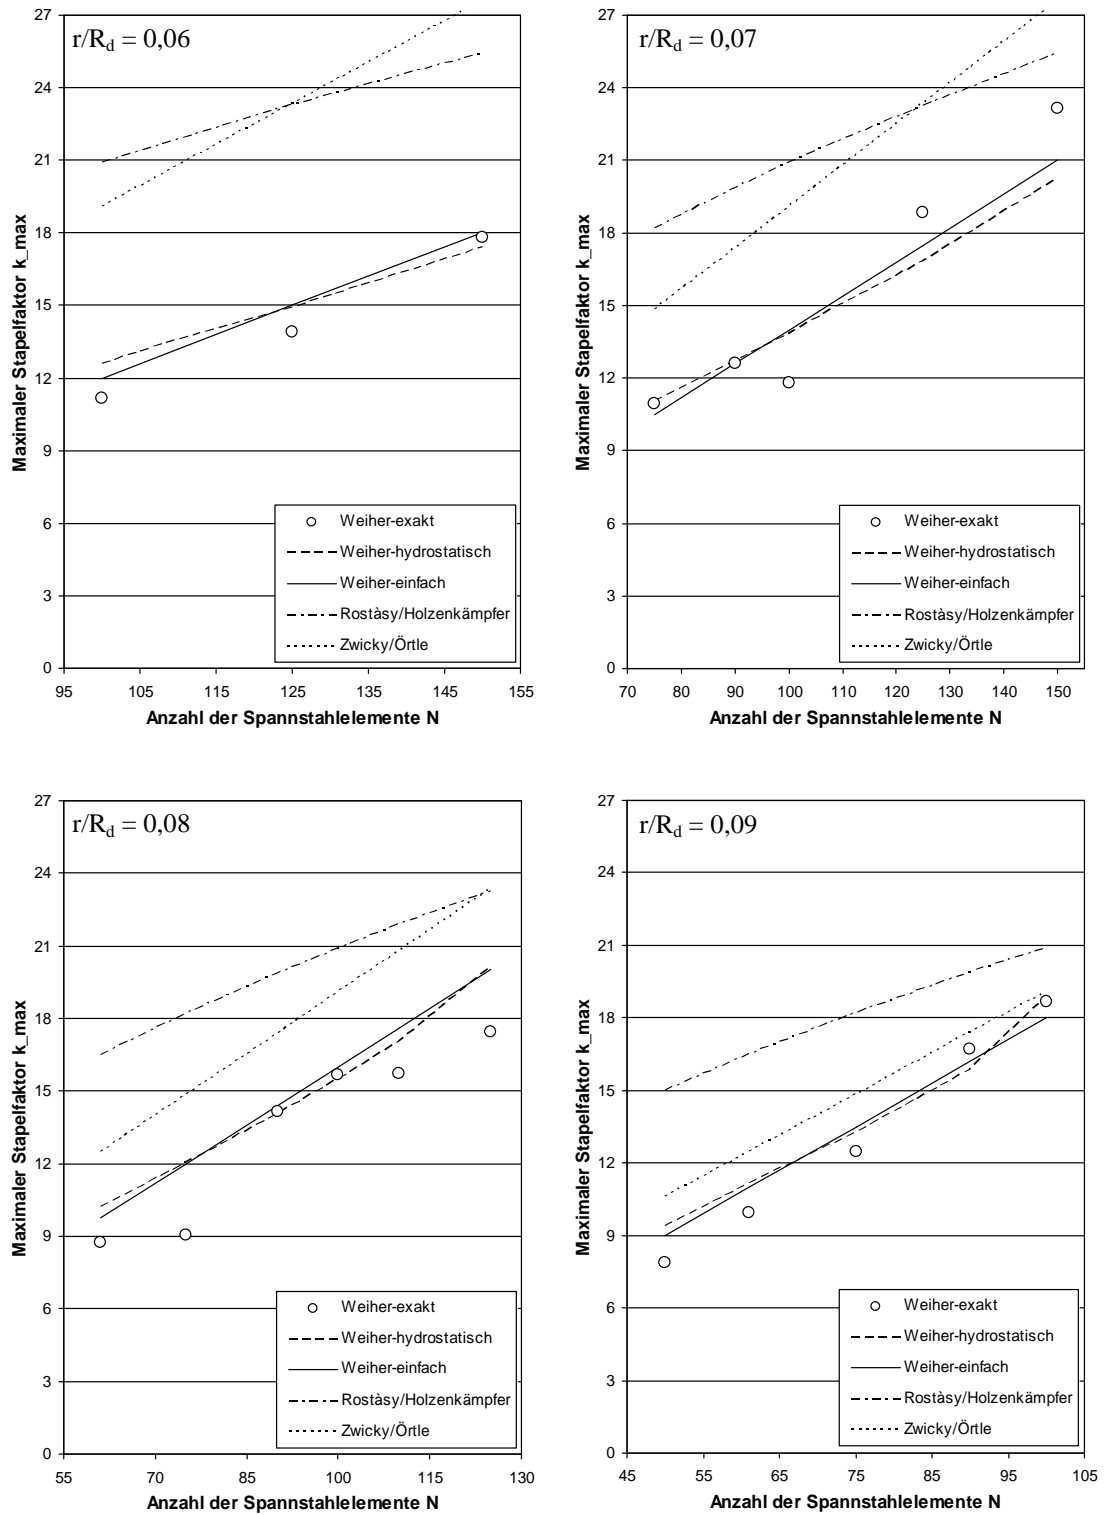 r/Rd = 0,06
Maximaler Stapelfaktor k_max
27
24
21
18
15
12
9
6
3
0
Weiher-exakt
Weiher-hydrostatisch
Weiher-einfach
Rostàsy/Holzenkämpfer
Zwicky/Örtle
95 105 115 125 135 145 155
Anzahl der Spannstahlelemente N
r/Rd = 0,07
Maximaler Stapelfaktor k_max
27
24
21
18
15
12
9
6
3
0
Weiher-exakt
Weiher-hydrostatisch
Weiher-einfach
Rostàsy/Holzenkämpfer
Zwicky/Örtle
70 80 90 100 110 120 130 140 150
Anzahl der Spannstahlelemente N
r/Rd = 0,08
Maximaler Stapelfaktor k_max
27
24
21
18
15
12
9
6
3
0
Weiher-exakt
Weiher-hydrostatisch
Weiher-einfach
Rostàsy/Holzenkämpfer
Zwicky/Örtle
55 70 85 100 115 130
Anzahl der Spannstahlelemente N
r/Rd = 0,09
Maximaler Stapelfaktor k_max
27
24
21
18
15
12
9
6
3
0
Weiher-exakt
Weiher-hydrostatisch
Weiher-einfach
Rostàsy/Holzenkämpfer
Zwicky/Örtle
45 55 65 75 85 95 105
Anzahl der Spannstahlelemente N